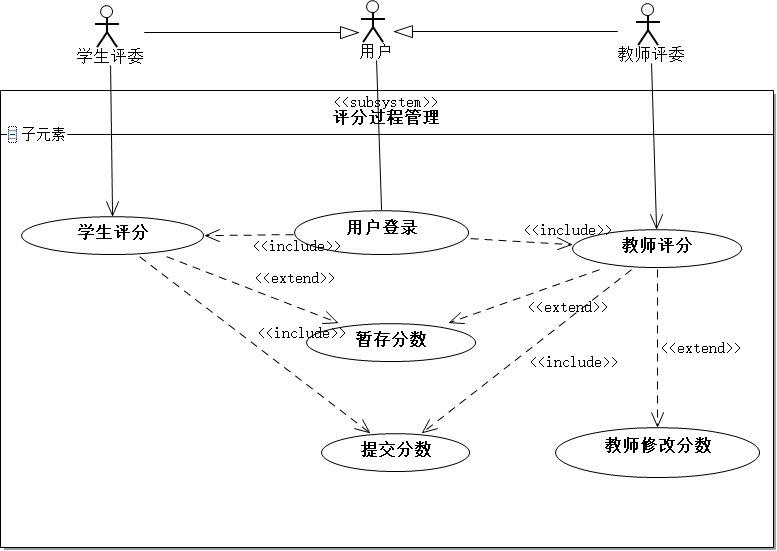 学生评委
用户
教师评委
<<subsystem>>
评分过程管理
子元素
学生评分
用户登录
教师评分
<<include>>
<<include>>
<<extend>>
<<extend>>
<<include>>
暂存分数
<<extend>>
<<include>>
提交分数
教师修改分数